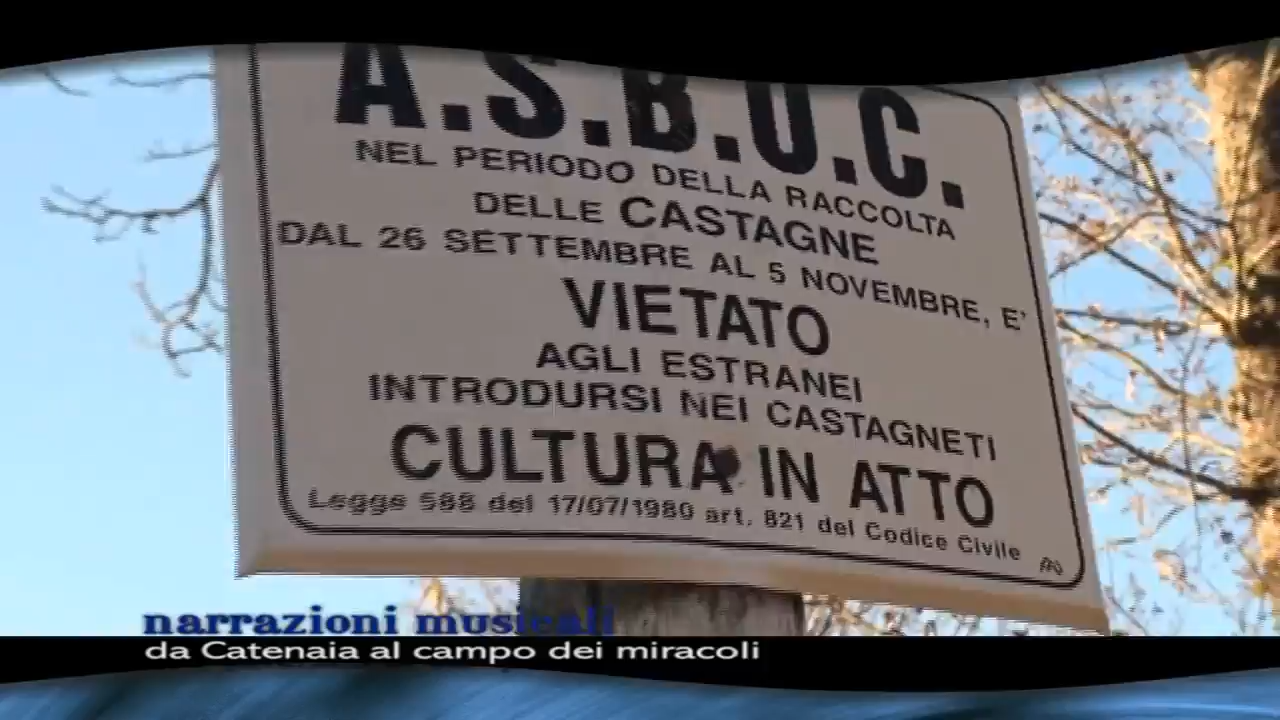 A.S.B.U.C.
NEL PERIODO DELLA RACCOLTA
DELLE CASTAGNE
DAL 26 SETTEMBRE AL 5 NOVEMBRE, E'
VIETATO
AGLI ESTRANEI
INTRODURSI NEI CASTAGNETI
CULTURA IN ATTO
Legge 588 del 17/07/1980 art. 821 del Codice Civile
narrazioni musicali
da Catenaia al campo dei miracoli